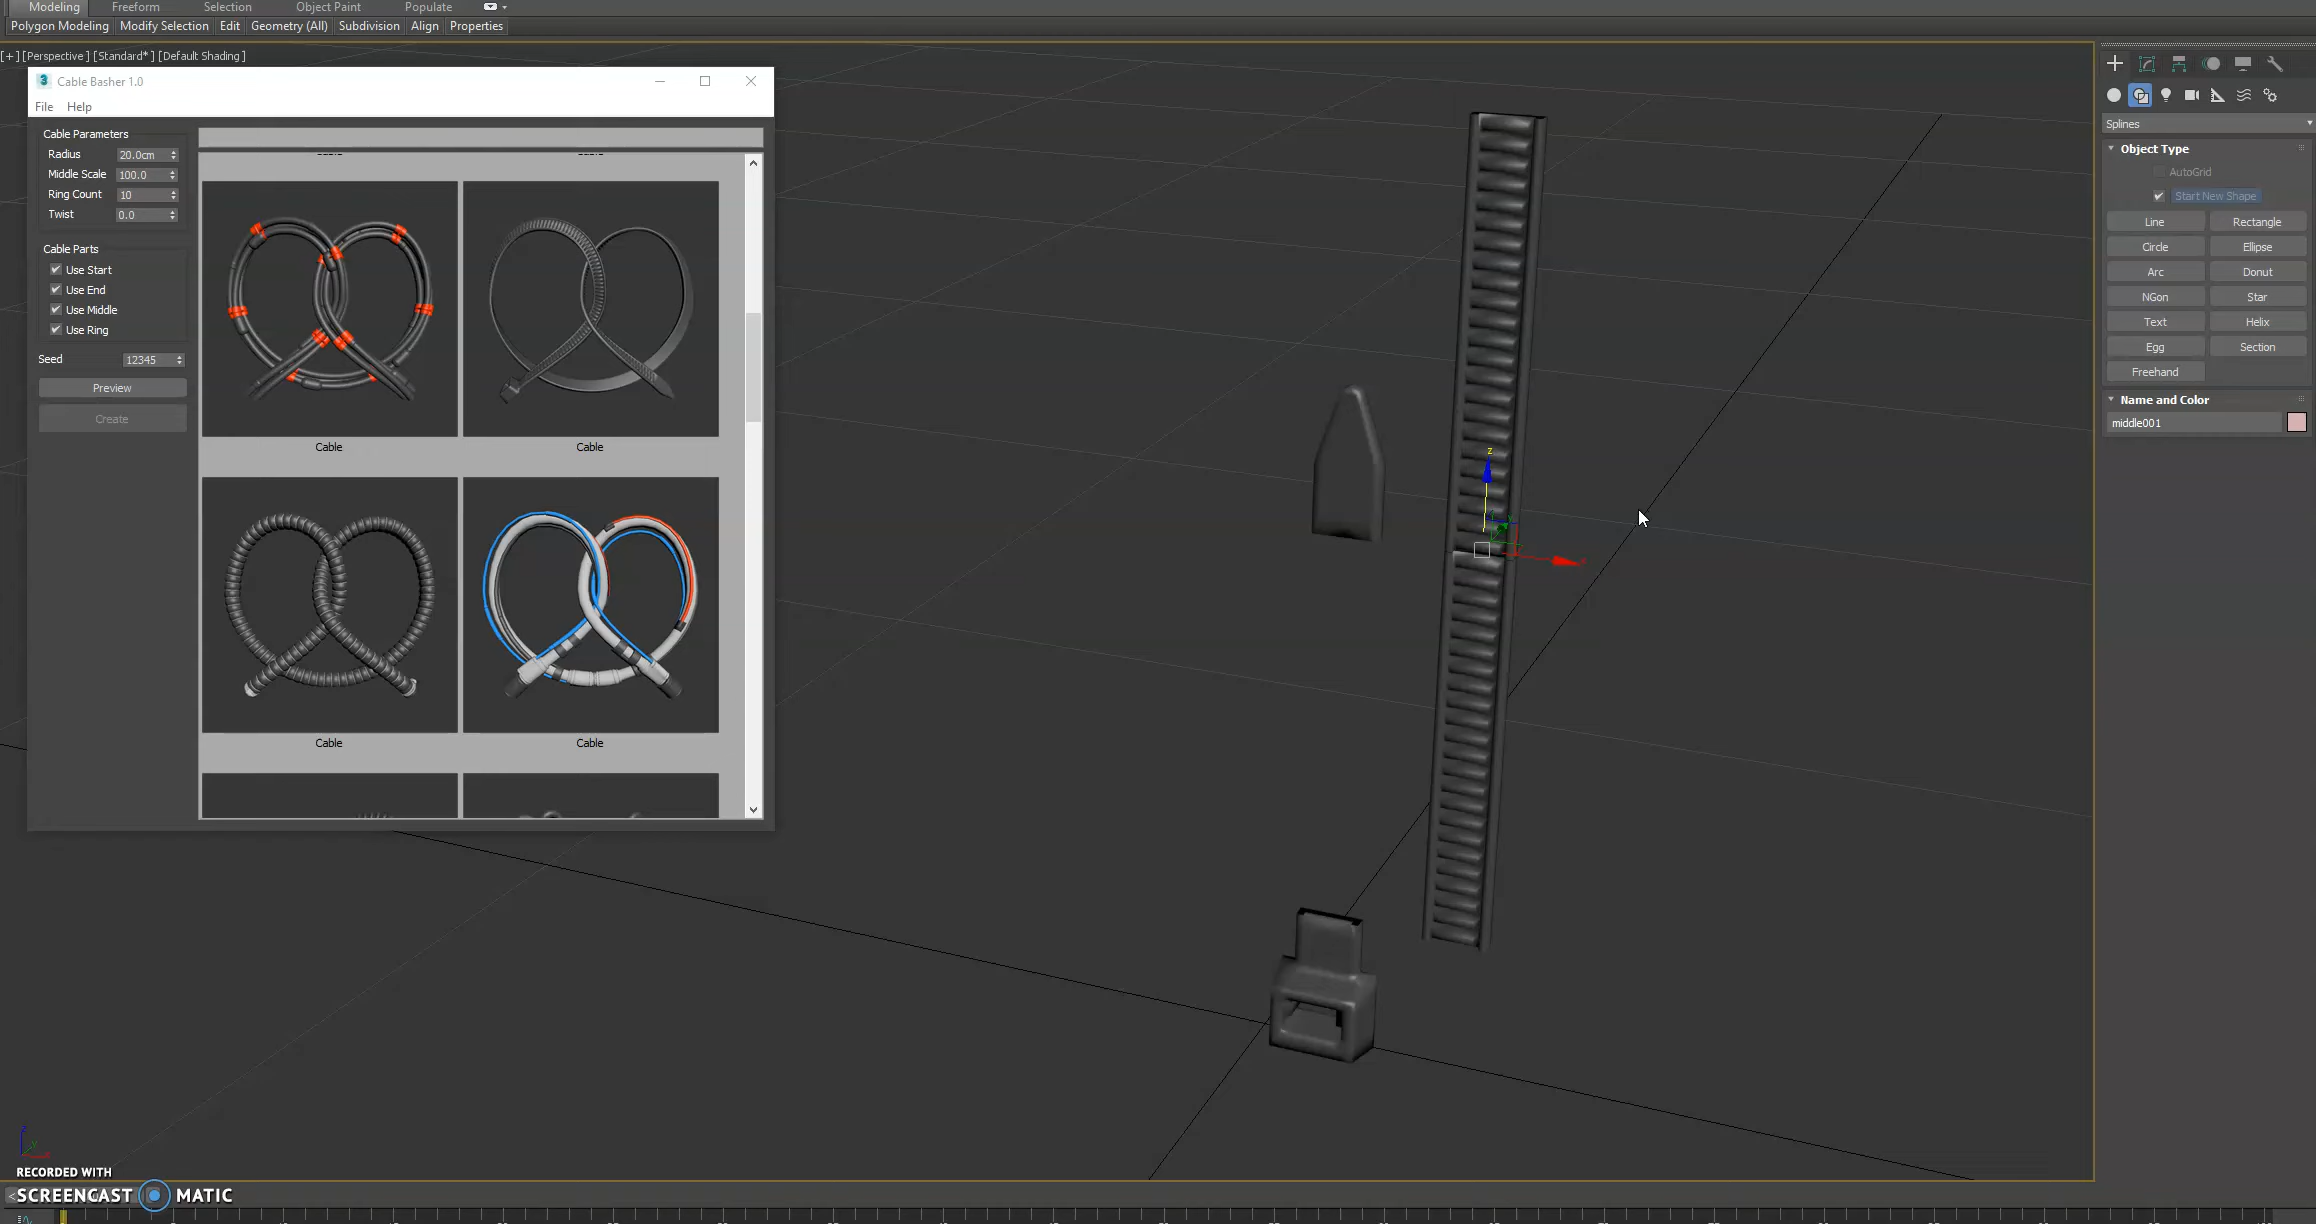 Modeling Freeform Selection Object Paint Populate
Polygon Modeling Modify Selection Edit Geometry (All) Subdivision Align Properties
[+] [Perspective ] [Standard* ] [Default Shading ]
3 Cable Basher 1.0
File Help
Cable Parameters
Radius 20.0cm
Middle Scale 100.0
Ring Count 10
Twist 0.0
Cable Parts
Use Start
Use End
Use Middle
Use Ring
Seed 12345
Preview
Create
Cable Cable
Cable Cable
z
x
Splines
Object Type
AutoGrid
Start New Shape
Line Rectangle
Circle Ellipse
Arc Donut
NGon Star
Text Helix
Egg Section
Freehand
Name and Color
middle001
RECORDED WITH
SCREENCAST MATIC